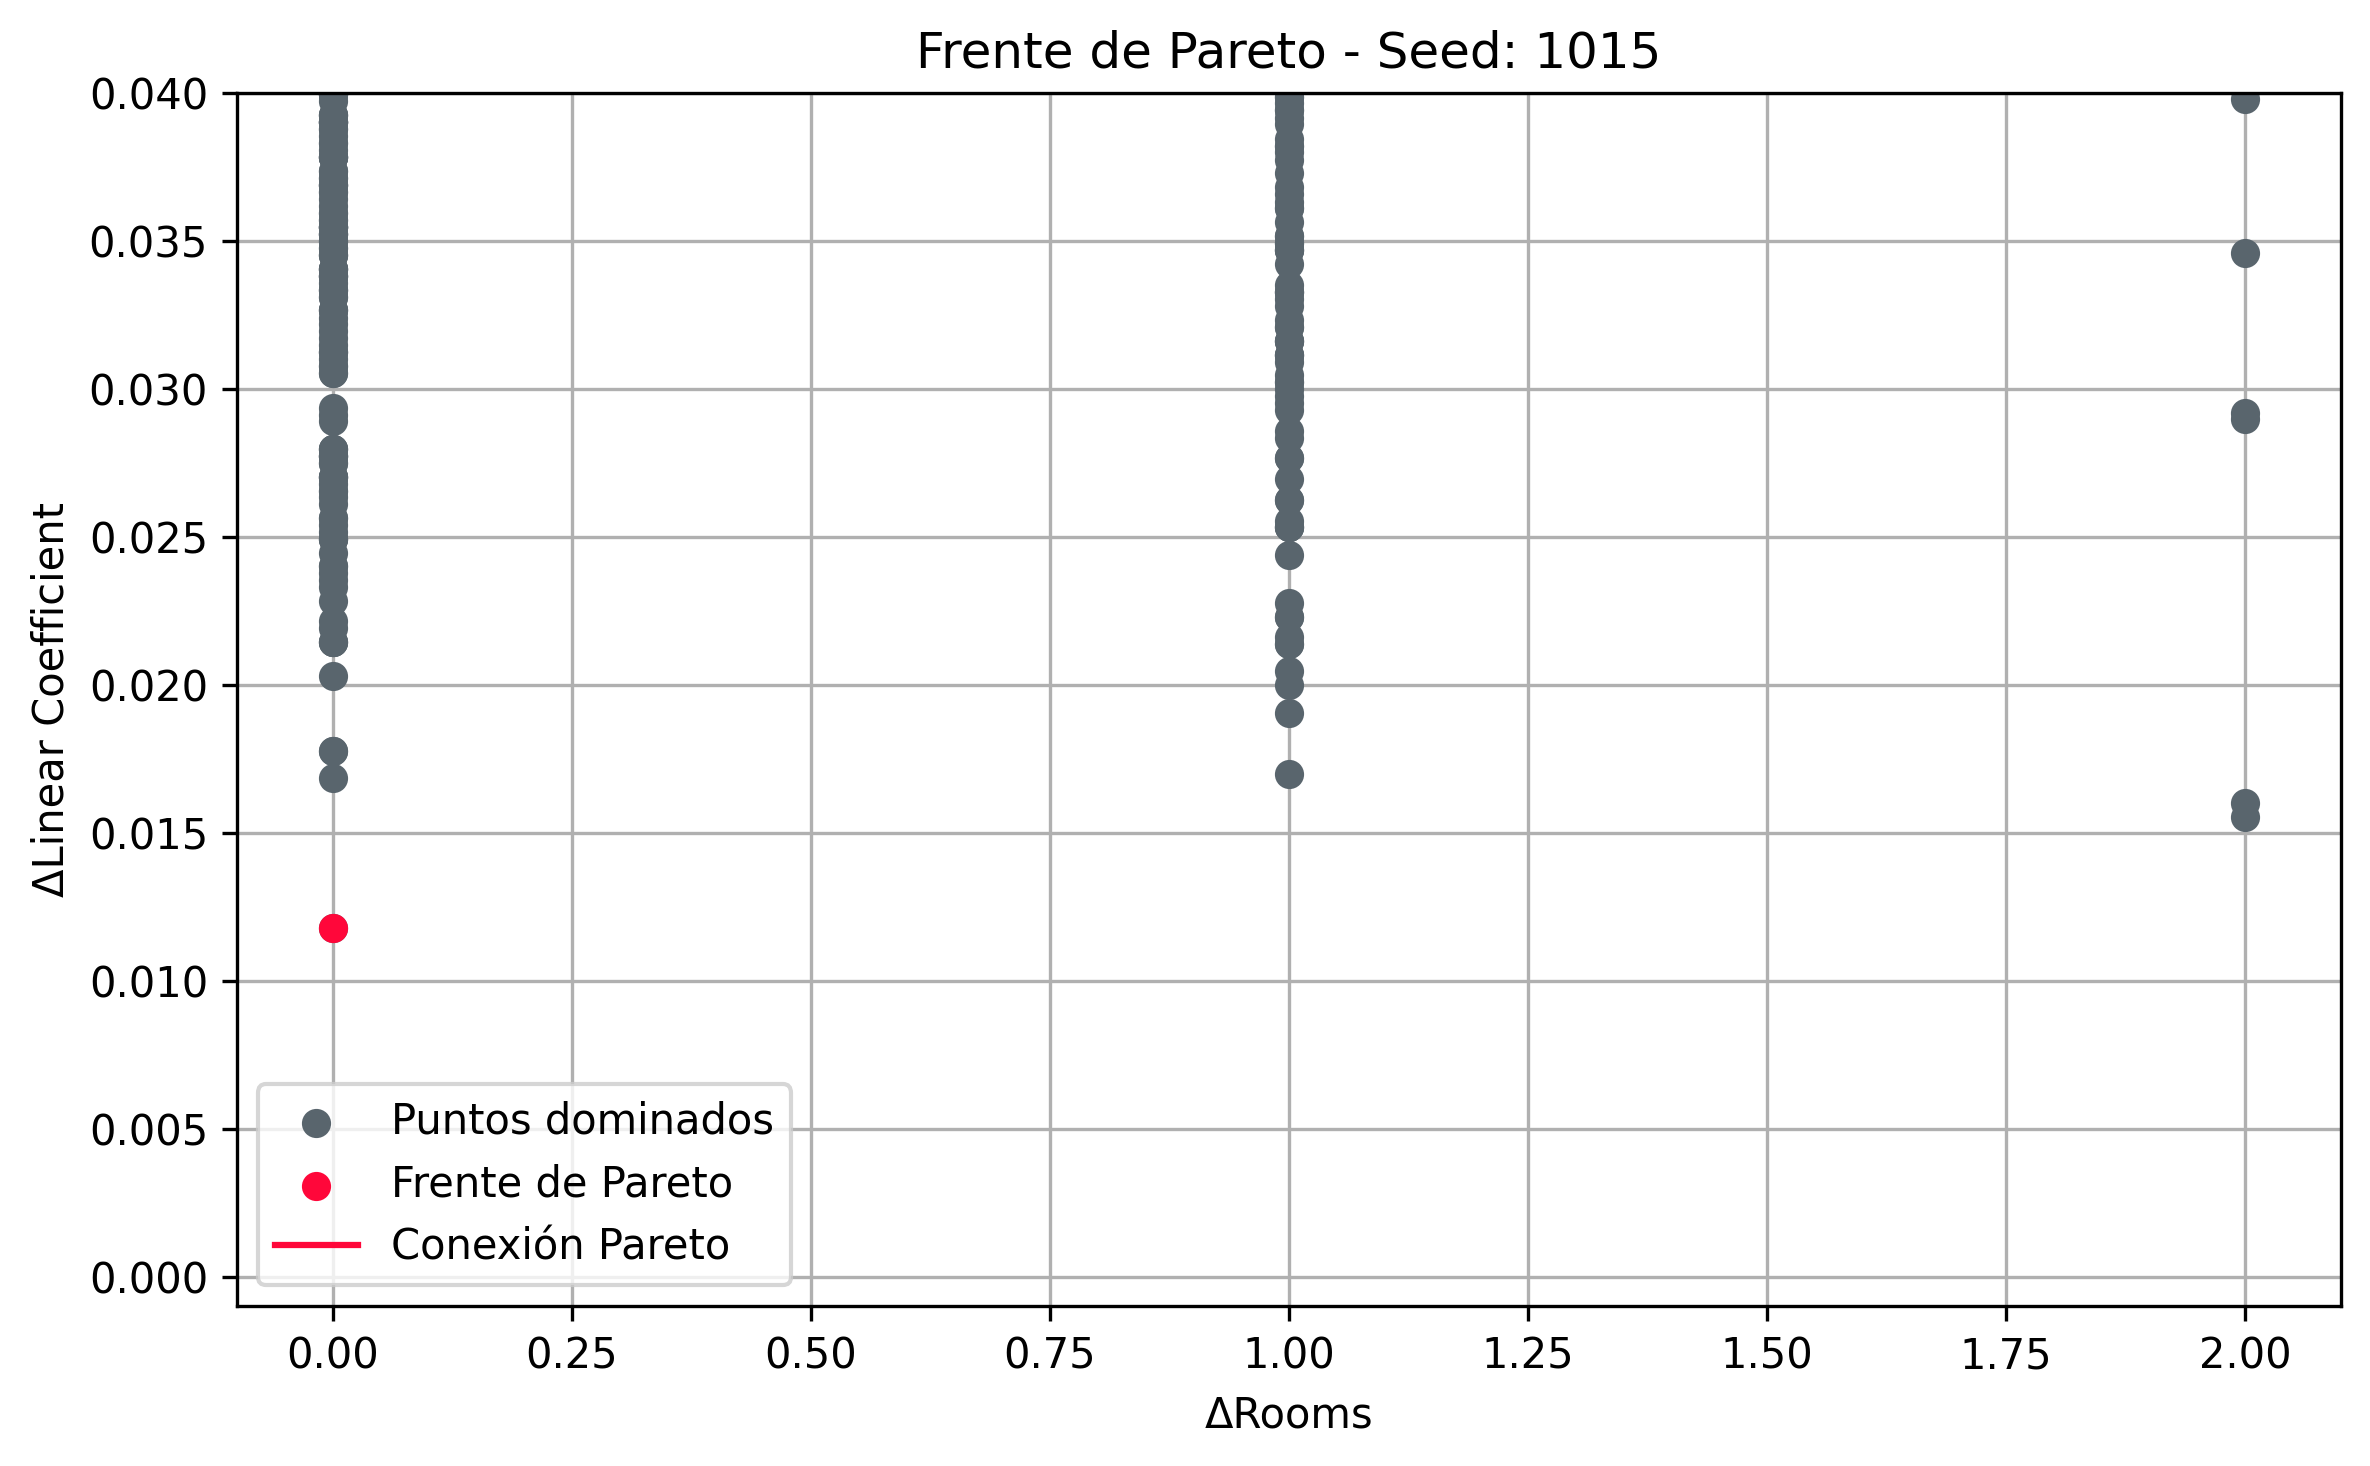 Frente de Pareto - Seed: 1015
0.040
0.035
0.030
0.025
0.020
0.015
0.010
0.005
0.000
ΔLinear Coefficient
Puntos dominados
Frente de Pareto
Conexión Pareto
0.00 0.25 0.50 0.75 1.00 1.25 1.50 1.75 2.00
ΔRooms